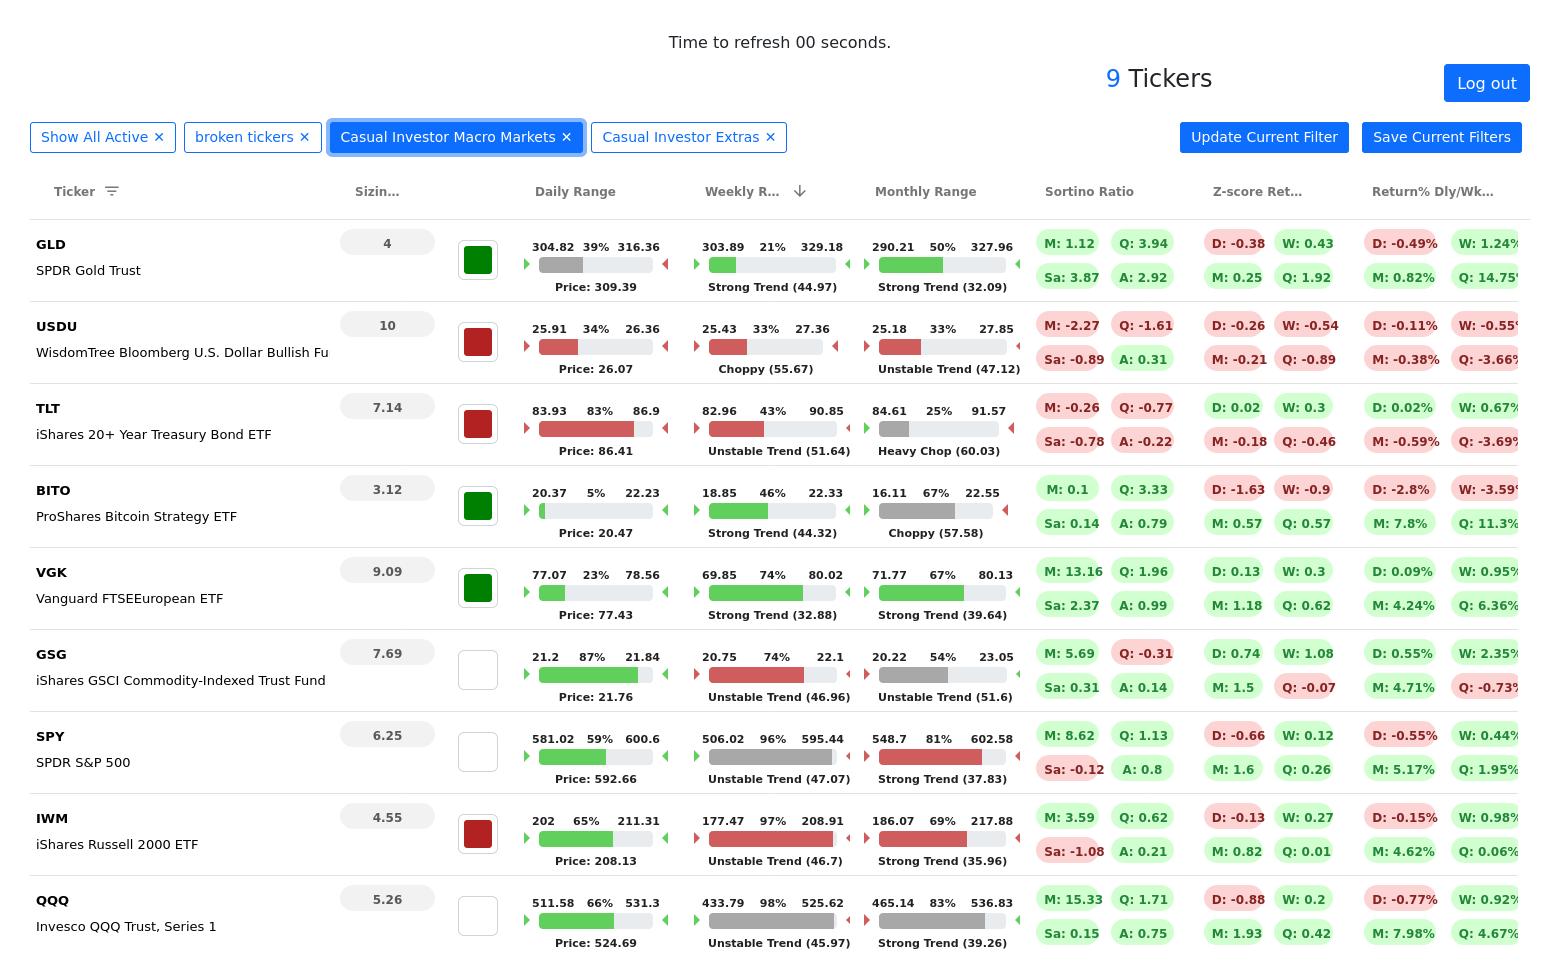 Time to refresh 00 seconds.
9 Tickers
Log out
Show All Active ✕ broken tickers ✕ Casual Investor Macro Markets ✕ Casual Investor Extras ✕ Update Current Filter Save Current Filters
Ticker Sizin... Daily Range Weekly R... Monthly Range Sortino Ratio Z-score Ret... Return% Dly/Wk...
GLD 4 304.82 39% 316.36 303.89 21% 329.18 290.21 50% 327.96 M: 1.12 Q: 3.94 D: -0.38 W: 0.43 D: -0.49% W: 1.24%
SPDR Gold Trust Price: 309.39 Strong Trend (44.97) Strong Trend (32.09) Sa: 3.87 A: 2.92 M: 0.25 Q: 1.92 M: 0.82% Q: 14.75%
USDU 10 25.91 34% 26.36 25.43 33% 27.36 25.18 33% 27.85 M: -2.27 Q: -1.61 D: -0.26 W: -0.54 D: -0.11% W: -0.55%
WisdomTree Bloomberg U.S. Dollar Bullish Fu Price: 26.07 Choppy (55.67) Unstable Trend (47.12) Sa: -0.89 A: 0.31 M: -0.21 Q: -0.89 M: -0.38% Q: -3.66%
TLT 7.14 83.93 83% 86.9 82.96 43% 90.85 84.61 25% 91.57 M: -0.26 Q: -0.77 D: 0.02 W: 0.3 D: 0.02% W: 0.67%
iShares 20+ Year Treasury Bond ETF Price: 86.41 Unstable Trend (51.64) Heavy Chop (60.03) Sa: -0.78 A: -0.22 M: -0.18 Q: -0.46 M: -0.59% Q: -3.69%
BITO 3.12 20.37 5% 22.23 18.85 46% 22.33 16.11 67% 22.55 M: 0.1 Q: 3.33 D: -1.63 W: -0.9 D: -2.8% W: -3.59%
ProShares Bitcoin Strategy ETF Price: 20.47 Strong Trend (44.32) Choppy (57.58) Sa: 0.14 A: 0.79 M: 0.57 Q: 0.57 M: 7.8% Q: 11.3%
VGK 9.09 77.07 23% 78.56 69.85 74% 80.02 71.77 67% 80.13 M: 13.16 Q: 1.96 D: 0.13 W: 0.3 D: 0.09% W: 0.95%
Vanguard FTSEEuropean ETF Price: 77.43 Strong Trend (32.88) Strong Trend (39.64) Sa: 2.37 A: 0.99 M: 1.18 Q: 0.62 M: 4.24% Q: 6.36%
GSG 7.69 21.2 87% 21.84 20.75 74% 22.1 20.22 54% 23.05 M: 5.69 Q: -0.31 D: 0.74 W: 1.08 D: 0.55% W: 2.35%
iShares GSCI Commodity-Indexed Trust Fund Price: 21.76 Unstable Trend (46.96) Unstable Trend (51.6) Sa: 0.31 A: 0.14 M: 1.5 Q: -0.07 M: 4.71% Q: -0.73%
SPY 6.25 581.02 59% 600.6 506.02 96% 595.44 548.7 81% 602.58 M: 8.62 Q: 1.13 D: -0.66 W: 0.12 D: -0.55% W: 0.44%
SPDR S&P 500 Price: 592.66 Unstable Trend (47.07) Strong Trend (37.83) Sa: -0.12 A: 0.8 M: 1.6 Q: 0.26 M: 5.17% Q: 1.95%
IWM 4.55 202 65% 211.31 177.47 97% 208.91 186.07 69% 217.88 M: 3.59 Q: 0.62 D: -0.13 W: 0.27 D: -0.15% W: 0.98%
iShares Russell 2000 ETF Price: 208.13 Unstable Trend (46.7) Strong Trend (35.96) Sa: -1.08 A: 0.21 M: 0.82 Q: 0.01 M: 4.62% Q: 0.06%
QQQ 5.26 511.58 66% 531.3 433.79 98% 525.62 465.14 83% 536.83 M: 15.33 Q: 1.71 D: -0.88 W: 0.2 D: -0.77% W: 0.92%
Invesco QQQ Trust, Series 1 Price: 524.69 Unstable Trend (45.97) Strong Trend (39.26) Sa: 0.15 A: 0.75 M: 1.93 Q: 0.42 M: 7.98% Q: 4.67%